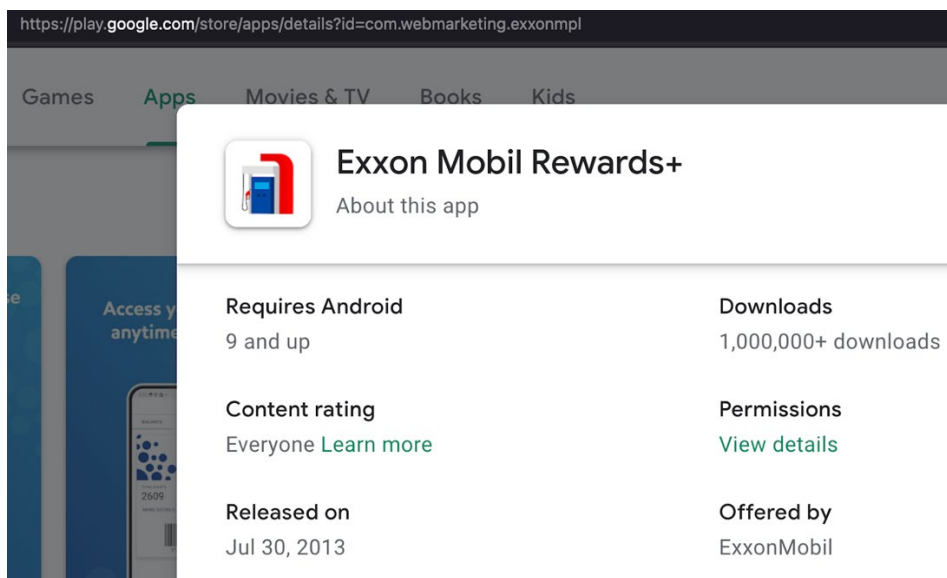 https://play.google.com/store/apps/details?id=com.webmarketing.exxonmpl
Games Apps Movies & TV Books Kids
Exxon Mobil Rewards+
About this app
se
Access y
anytime
Requires Android
9 and up
Downloads
1,000,000+ downloads
Content rating
Everyone Learn more
Permissions
View details
2609
Released on
Jul 30, 2013
Offered by
ExxonMobil